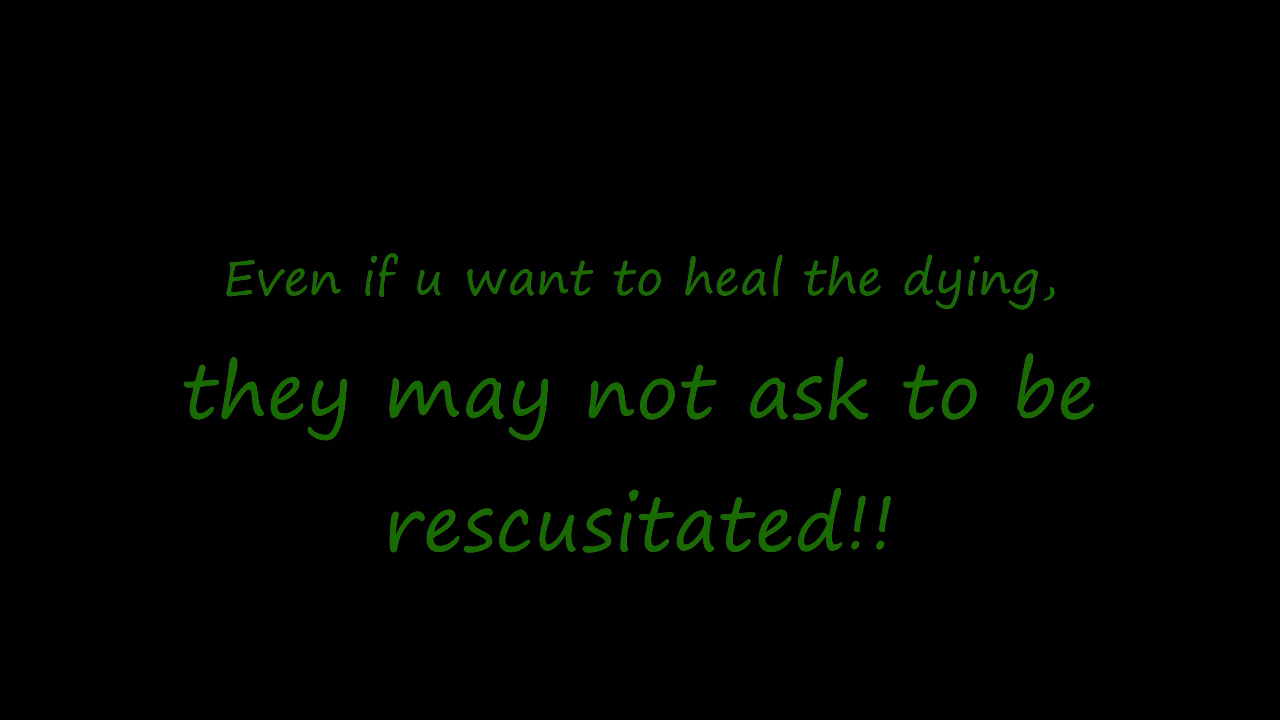 Even if u want to heal the dying,
they may not ask to be
rescusitated!!